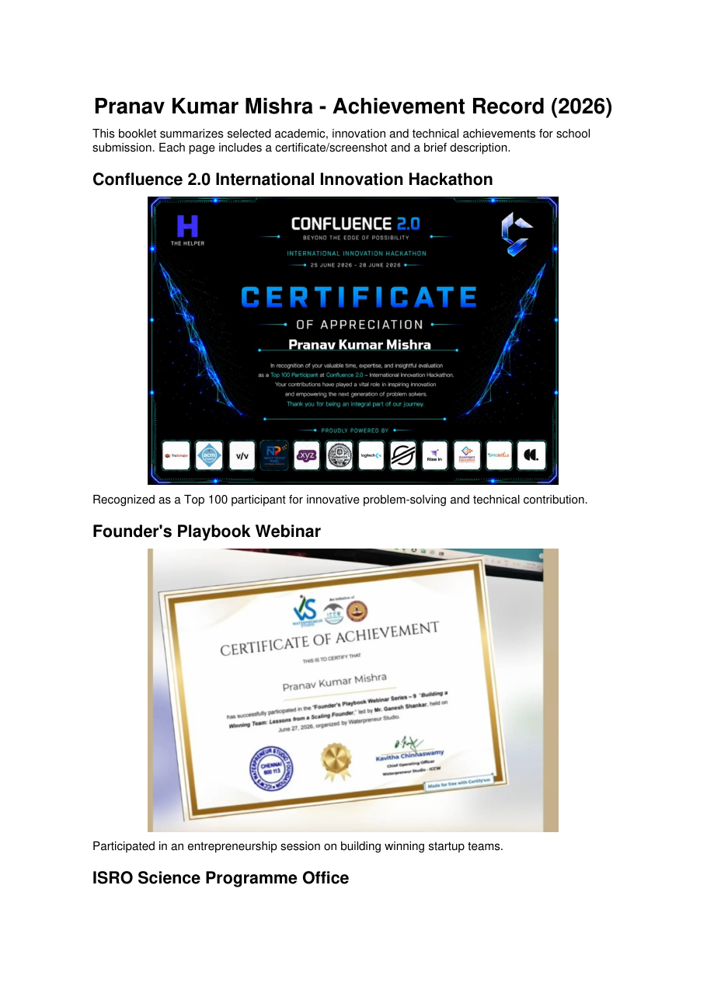 Pranav Kumar Mishra - Achievement Record (2026)
This booklet summarizes selected academic, innovation and technical achievements for school
submission. Each page includes a certificate/screenshot and a brief description.
Confluence 2.0 International Innovation Hackathon
H
THE HELPER
CONFLUENCE 2.0
BEYOND THE EDGE OF POSSIBILITY
INTERNATIONAL INNOVATION HACKATHON
25 JUNE 2026 - 28 JUNE 2026
CERTIFICATE
OF APPRECIATION
Pranav Kumar Mishra
In recognition of your valuable time, expertise, and insightful evaluation
as a Top 100 Participant at Confluence 2.0 – International Innovation Hackathon.
Your contributions have played a vital role in inspiring innovation
and empowering the next generation of problem solvers.
Thank you for being an integral part of our journey.
PROUDLY POWERED BY
acm
v/v
NP
.xyz
logitech
Rise in
Recognized as a Top 100 participant for innovative problem-solving and technical contribution.
Founder's Playbook Webinar
An Initiative of
VS
WATERPRENEUR
STUDIO
ICCW
CERTIFICATE OF ACHIEVEMENT
THIS IS TO CERTIFY THAT
Pranav Kumar Mishra
has successfully participated in the "Founder's Playbook Webinar Series – 9 "Building a
Winning Team: Lessons from a Scaling Founder," led by Mr. Ganesh Shankar, held on
June 27, 2026, organized by Waterpreneur Studio.
CHENNAI
600 113
Kavitha Chinnaswamy
Chief Operating Officer
Waterpreneur Studio - ICCW
Made for free with Certify'em
Participated in an entrepreneurship session on building winning startup teams.
ISRO Science Programme Office